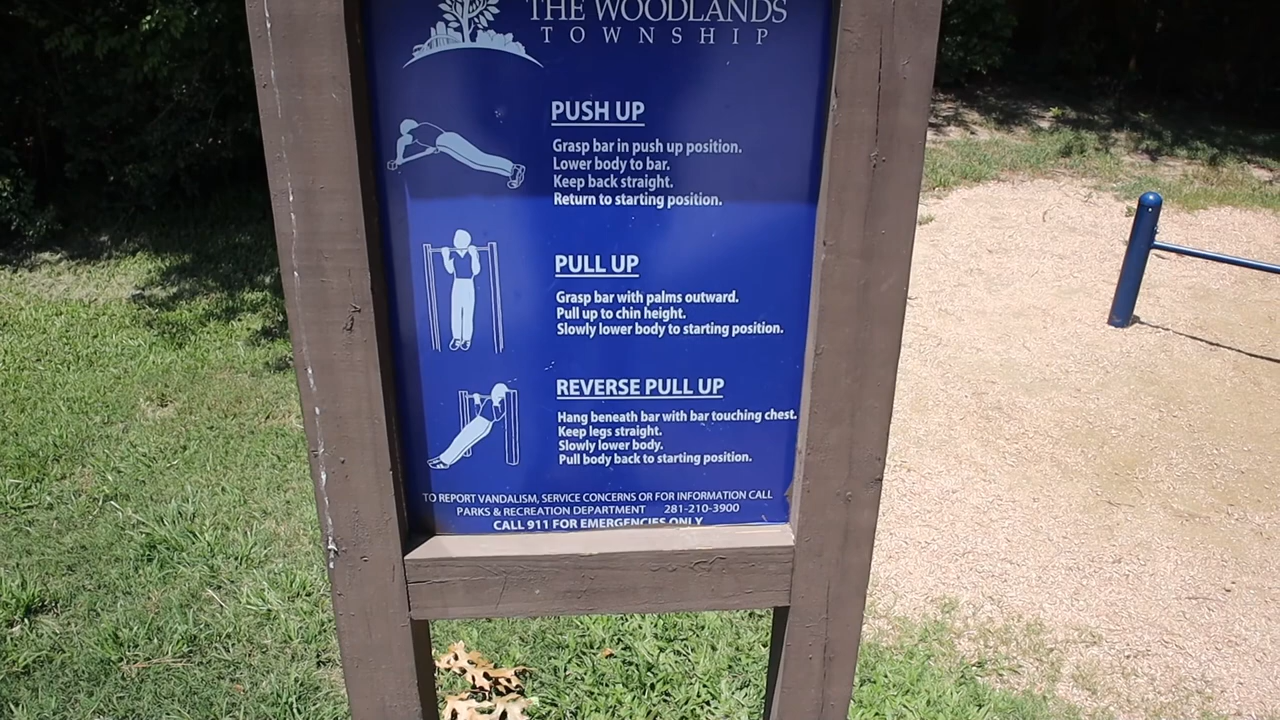 THE WOODLANDS
TOWNSHIP
PUSH UP
Grasp bar in push up position.
Lower body to bar.
Keep back straight.
Return to starting position.
PULL UP
Grasp bar with palms outward.
Pull up to chin height.
Slowly lower body to starting position.
REVERSE PULL UP
Hang beneath bar with bar touching chest.
Keep legs straight.
Slowly lower body.
Pull body back to starting position.
TO REPORT VANDALISM, SERVICE CONCERNS OR FOR INFORMATION CALL
PARKS & RECREATION DEPARTMENT 281-210-3900
CALL 911 FOR EMERGENCIES ONLY